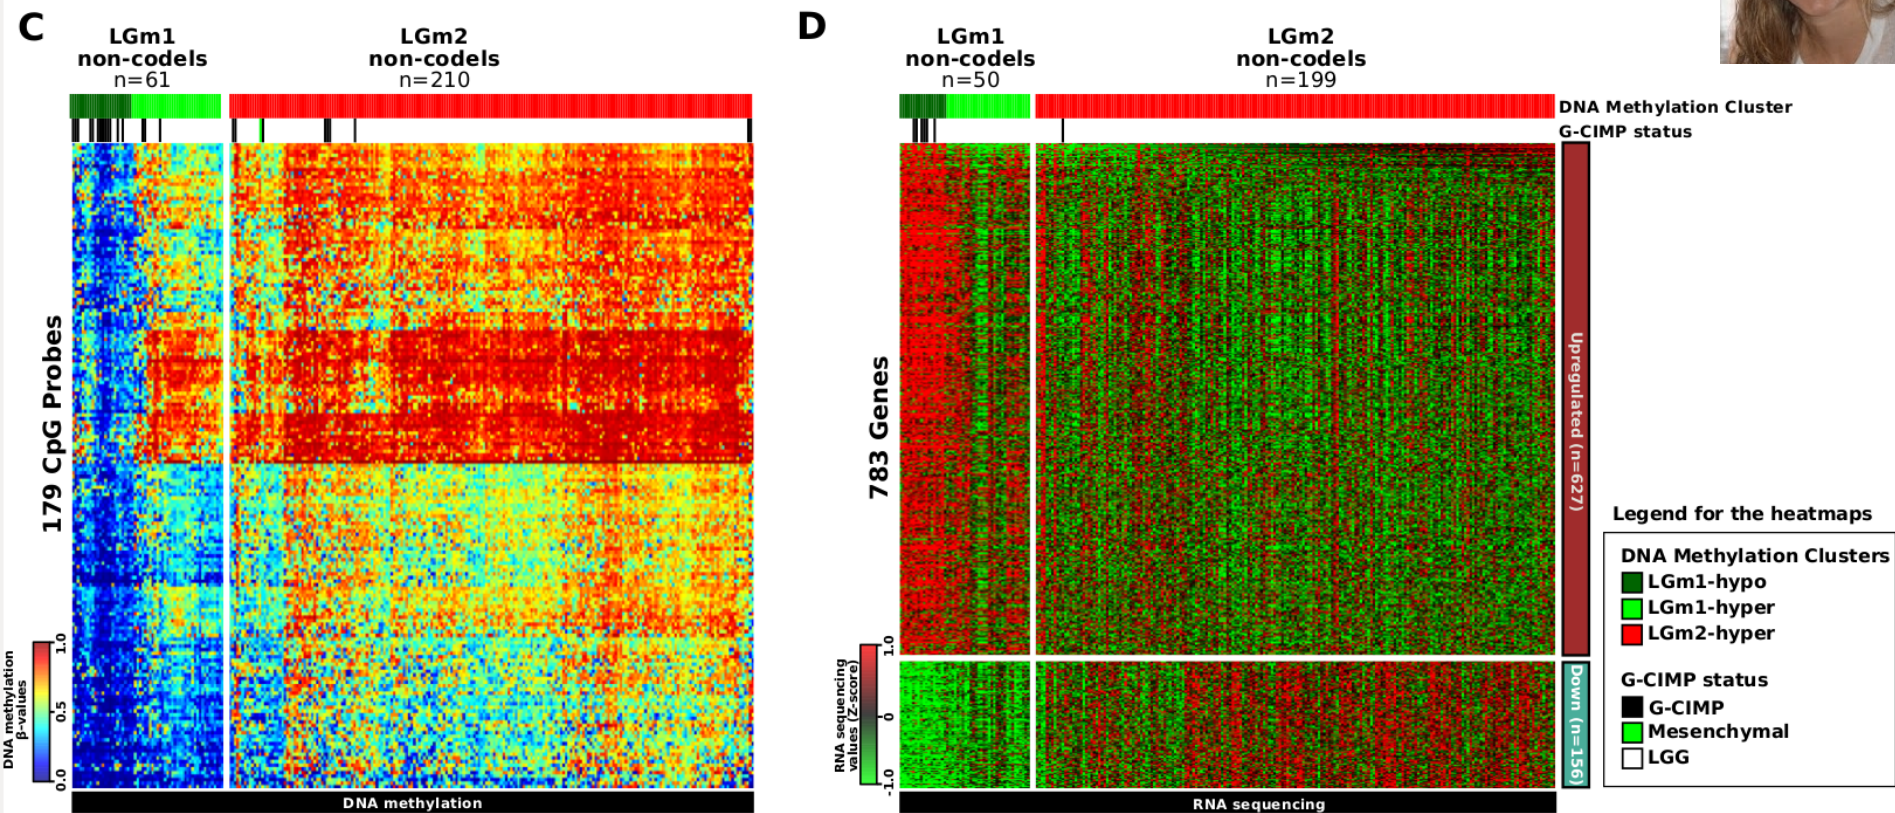 C
LGm1
non-codels
n=61
LGm2
non-codels
n=210
179 CpG Probes
DNA methylation
β-values
1.0
0.5
0.0
DNA methylation
D
LGm1
non-codels
n=50
LGm2
non-codels
n=199
DNA Methylation Cluster
G-CIMP status
783 Genes
RNA sequencing
values (Z-score)
1.0
0
-1.0
Upregulated (n=627)
Down (n=156)
RNA sequencing
Legend for the heatmaps
DNA Methylation Clusters
LGm1-hypo
LGm1-hyper
LGm2-hyper
G-CIMP status
G-CIMP
Mesenchymal
LGG